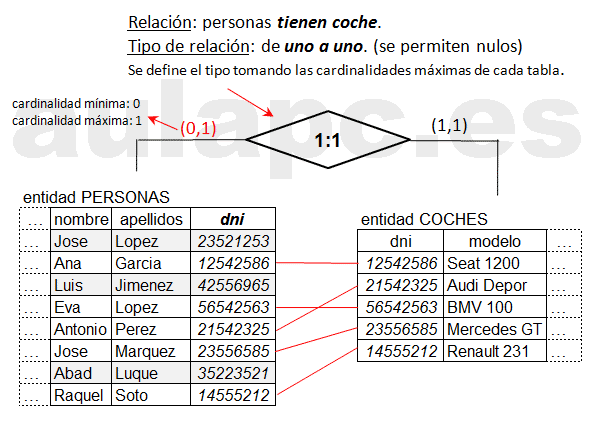 Relación: personas tienen coche.
Tipo de relación: de uno a uno. (se permiten nulos)
Se define el tipo tomando las cardinalidades máximas de cada tabla.
cardinalidad mínima: 0
cardinalidad máxima: 1
(0,1)
1:1
(1,1)
aulapc.es
entidad PERSONAS
... nombre apellidos dni
... Jose Lopez 23521253
... Ana Garcia 12542586
... Luis Jimenez 42556965
... Eva Lopez 56542563
... Antonio Perez 21542325
... Jose Marquez 23556585
... Abad Luque 35223521
... Raquel Soto 14555212
entidad COCHES
dni modelo ...
12542586 Seat 1200 ...
21542325 Audi Depor ...
56542563 BMV 100 ...
23556585 Mercedes GT ...
14555212 Renault 231 ...